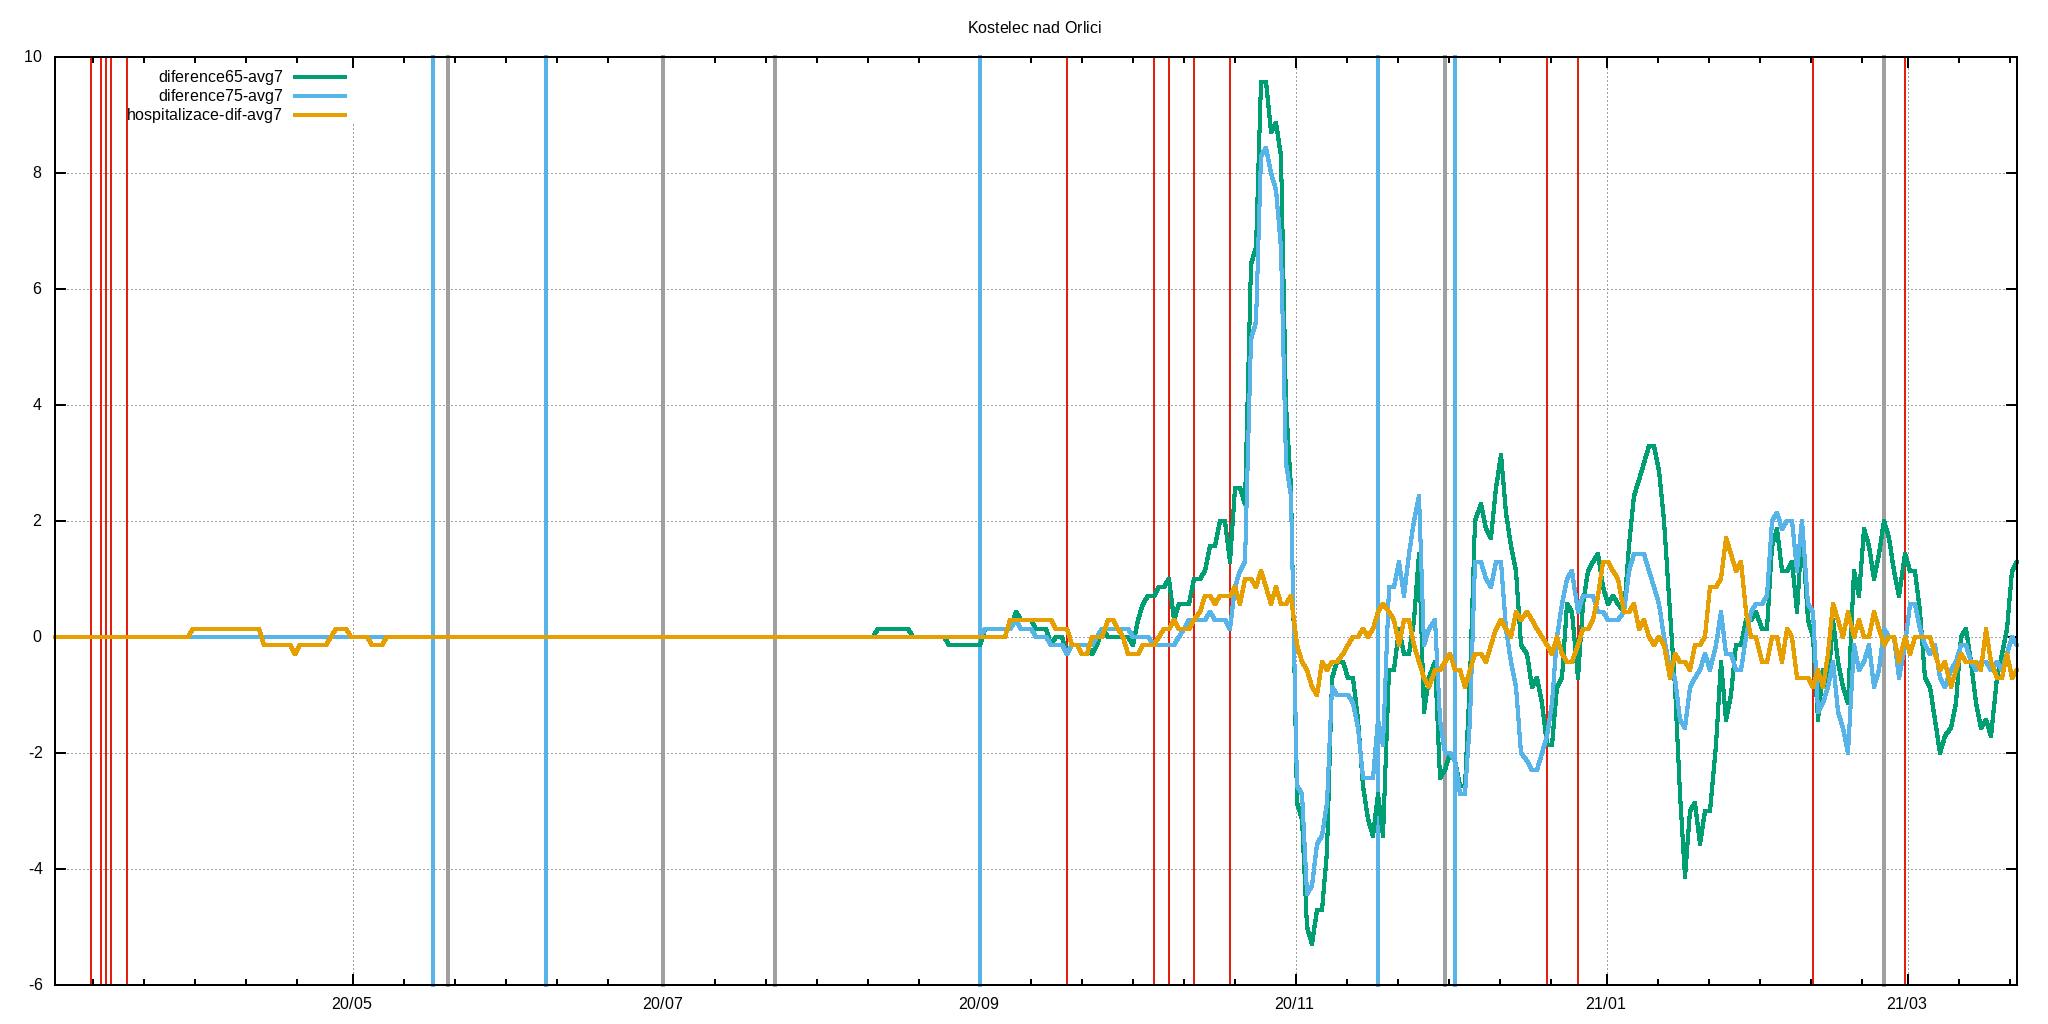 Kostelec nad Orlici
10
diference65-avg7
diference75-avg7
hospitalizace-dif-avg7
8
6
4
2
0
-2
-4
-6
20/05 20/07 20/09 20/11 21/01 21/03